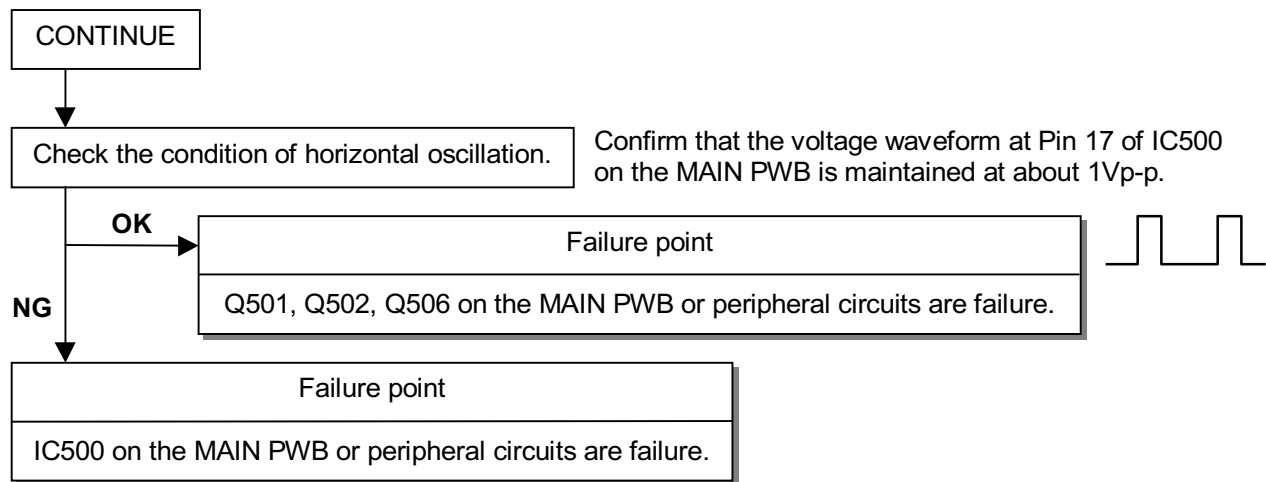 CONTINUE
Check the condition of horizontal oscillation.
Confirm that the voltage waveform at Pin 17 of IC500
on the MAIN PWB is maintained at about 1Vp-p.
OK
Failure point
Q501, Q502, Q506 on the MAIN PWB or peripheral circuits are failure.
NG
Failure point
IC500 on the MAIN PWB or peripheral circuits are failure.